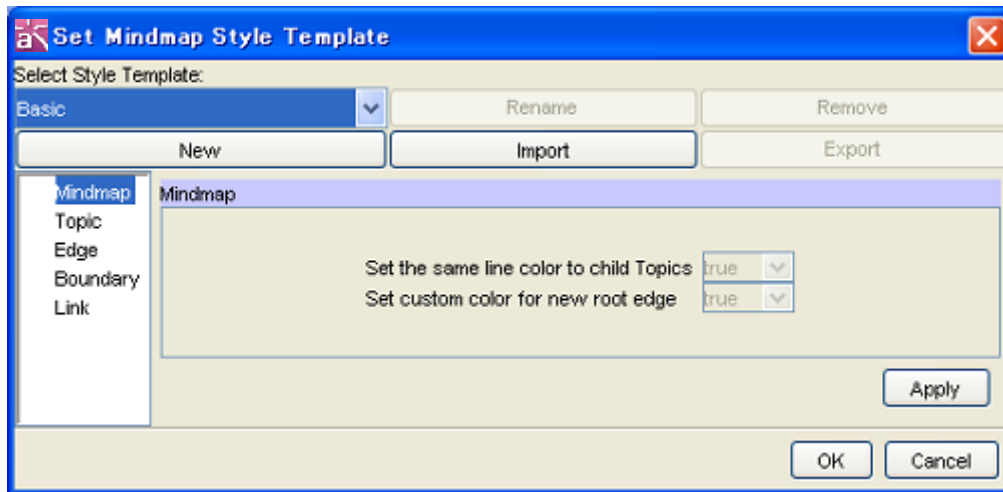 Set Mindmap Style Template
Select Style Template:
Basic Rename Remove
New Import Export
Mindmap Mindmap
Topic
Edge
Boundary
Link
Set the same line color to child Topics true
Set custom color for new root edge true
Apply
OK Cancel